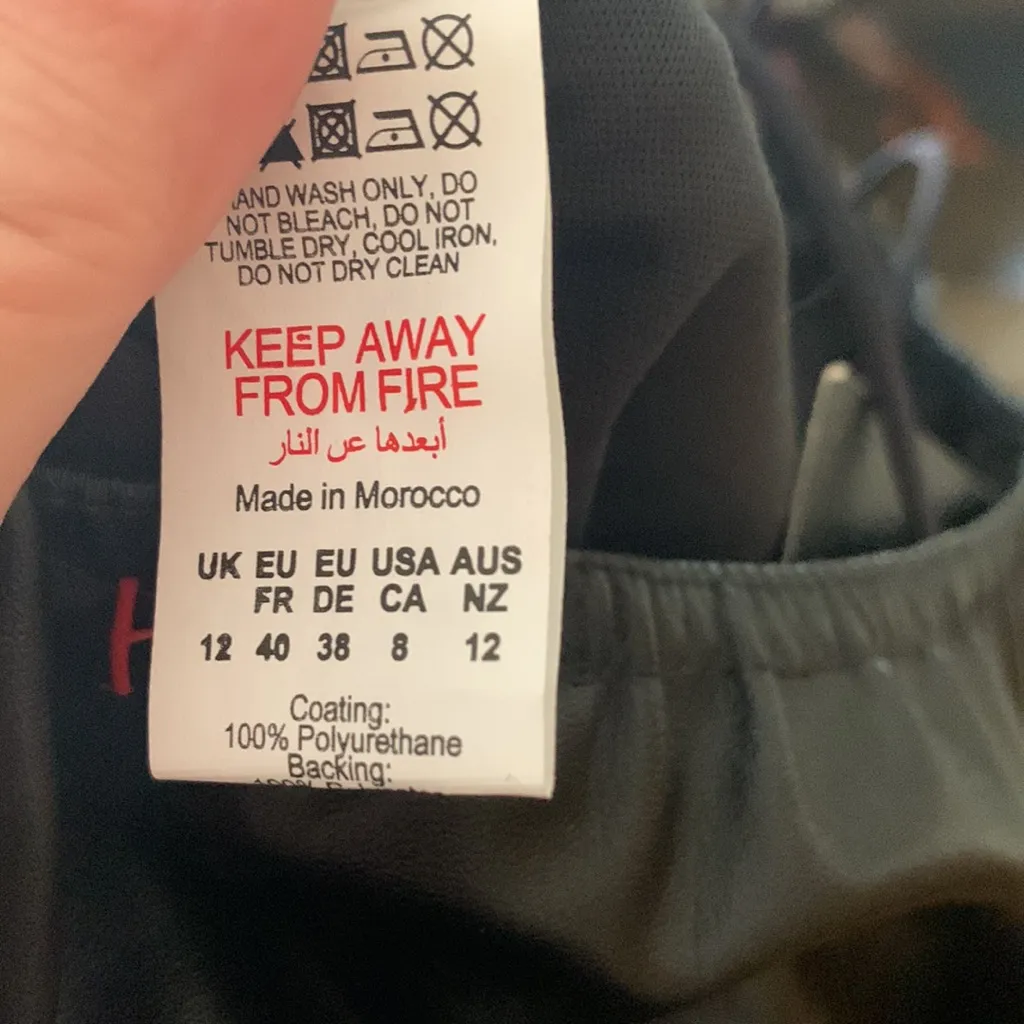 WASH ONLY, DO
NOT BLEACH, DO NOT
TUMBLE DRY, COOL IRON,
DO NOT DRY CLEAN
KEEP AWAY
FROM FIRE
أبعدها عن النار
Made in Morocco
UK EU EU USA AUS
FR DE CA NZ
12 40 38 8 12
Coating:
100% Polyurethane
Backing: